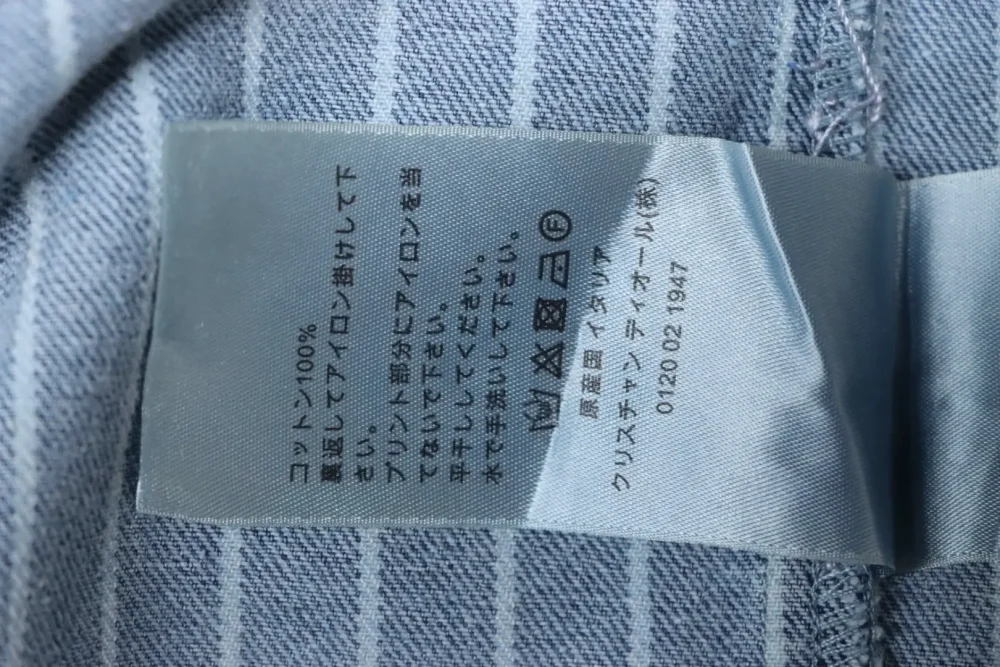 コットン100%
裏返してアイロン掛けして下
さい。
プリント部分にアイロンを当
てないで下さい。
平干ししてください。
水で手洗いして下さい。
Ⓕ
原産国 イタリア
クリスチャン ディオール(株)
0120 02 1947